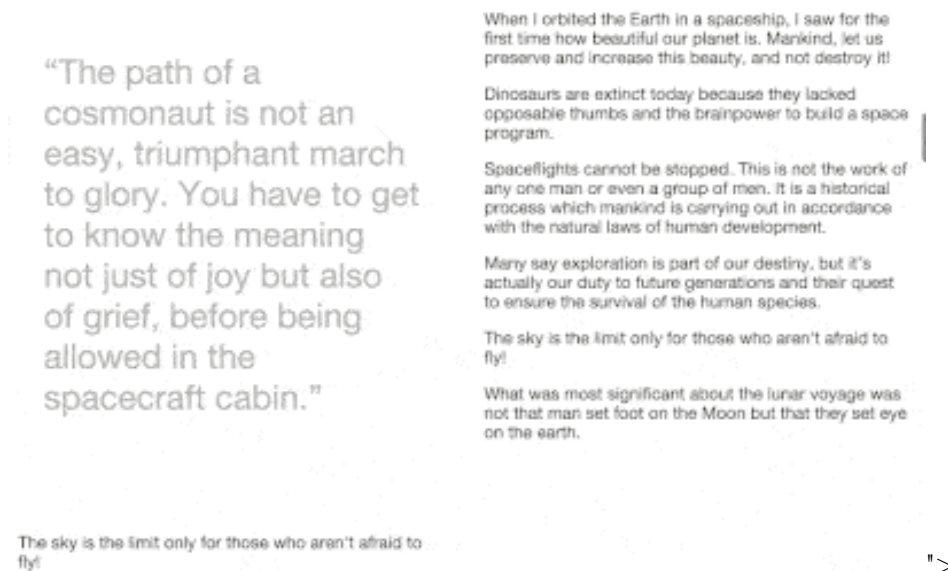 “The path of a
cosmonaut is not an
easy, triumphant march
to glory. You have to get
to know the meaning
not just of joy but also
of grief, before being
allowed in the
spacecraft cabin.”
The sky is the limit only for those who aren't afraid to
fly!
When I orbited the Earth in a spaceship, I saw for the
first time how beautiful our planet is. Mankind, let us
preserve and increase this beauty, and not destroy it!
Dinosaurs are extinct today because they lacked
opposable thumbs and the brainpower to build a space
program.
Spaceflights cannot be stopped. This is not the work of
any one man or even a group of men. It is a historical
process which mankind is carrying out in accordance
with the natural laws of human development.
Many say exploration is part of our destiny, but it's
actually our duty to future generations and their quest
to ensure the survival of the human species.
The sky is the limit only for those who aren't afraid to
fly!
What was most significant about the lunar voyage was
not that man set foot on the Moon but that they set eye
on the earth.
">